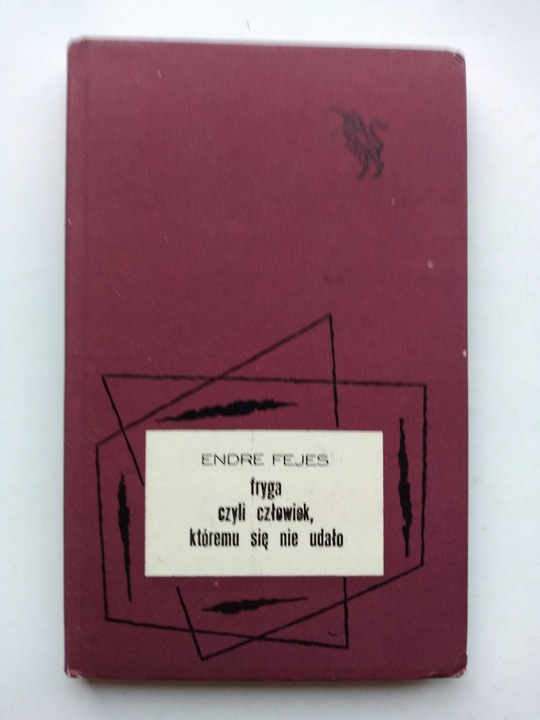 ENDRE FEJES
fryga
czyli człowiek,
któremu się nie udało